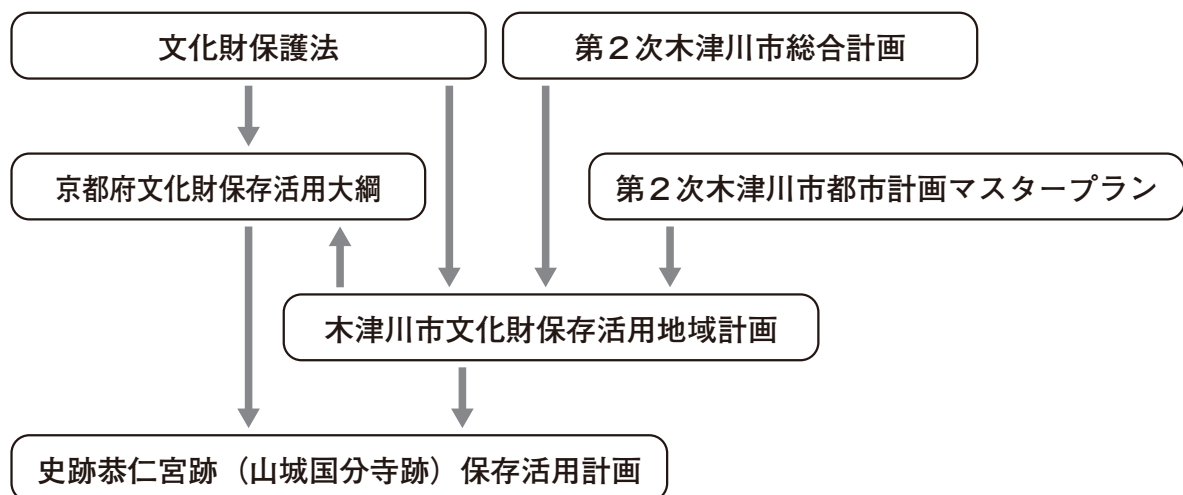 文化財保護法
第２次木津川市総合計画
京都府文化財保存活用大綱
第２次木津川市都市計画マスタープラン
木津川市文化財保存活用地域計画
史跡恭仁宮跡（山城国分寺跡）保存活用計画